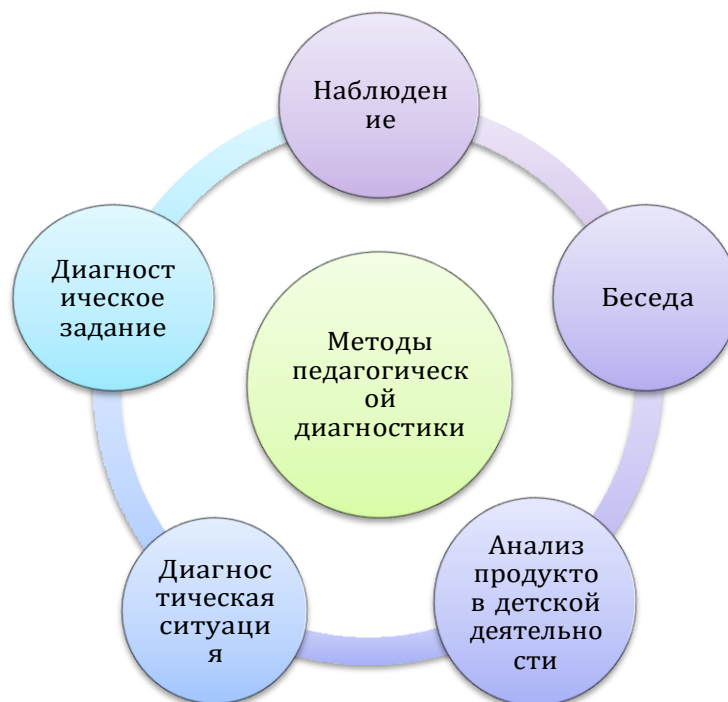 Наблюден
ие
Беседа
Анализ
продукто
в детской
деятельно
сти
Диагнос
тическая
ситуаци
я
Диагност
ическое
задание
Методы
педагогическ
ой
диагностики